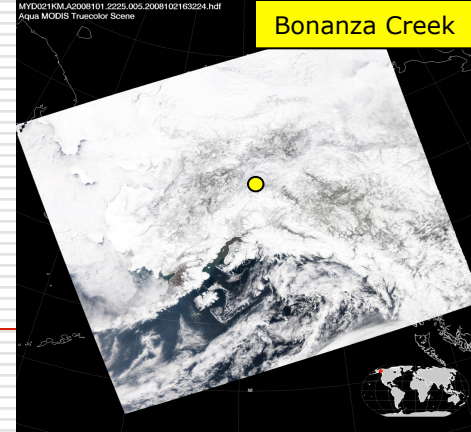 MYD021KM.A2008101.2225.005.2008102163224.hdf
Aqua MODIS Truecolor Scene
Bonanza Creek